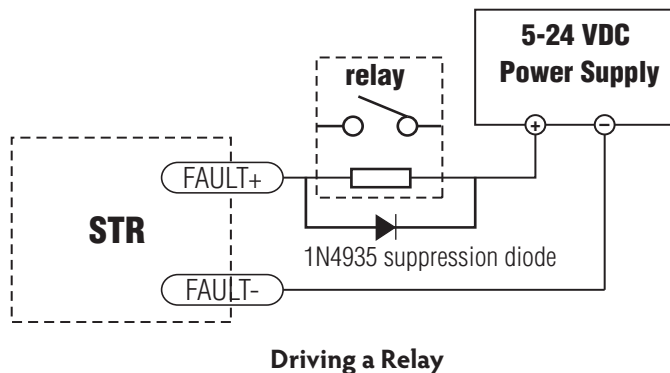 5-24 VDC
Power Supply
relay
+
−
FAULT+
STR
1N4935 suppression diode
FAULT-
Driving a Relay